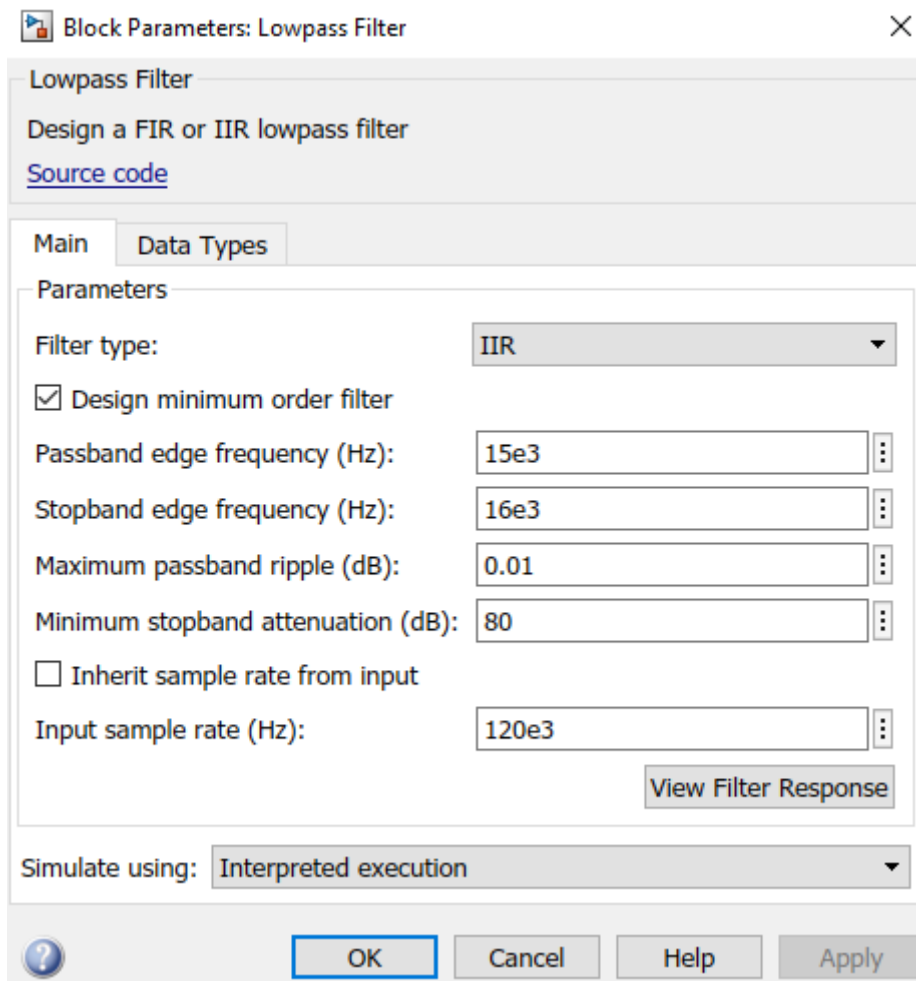 Block Parameters: Lowpass Filter
Lowpass Filter
Design a FIR or IIR lowpass filter
Source code
Main Data Types
Parameters
Filter type: IIR
Design minimum order filter
Passband edge frequency (Hz): 15e3
Stopband edge frequency (Hz): 16e3
Maximum passband ripple (dB): 0.01
Minimum stopband attenuation (dB): 80
Inherit sample rate from input
Input sample rate (Hz): 120e3
View Filter Response
Simulate using: Interpreted execution
OK Cancel Help Apply